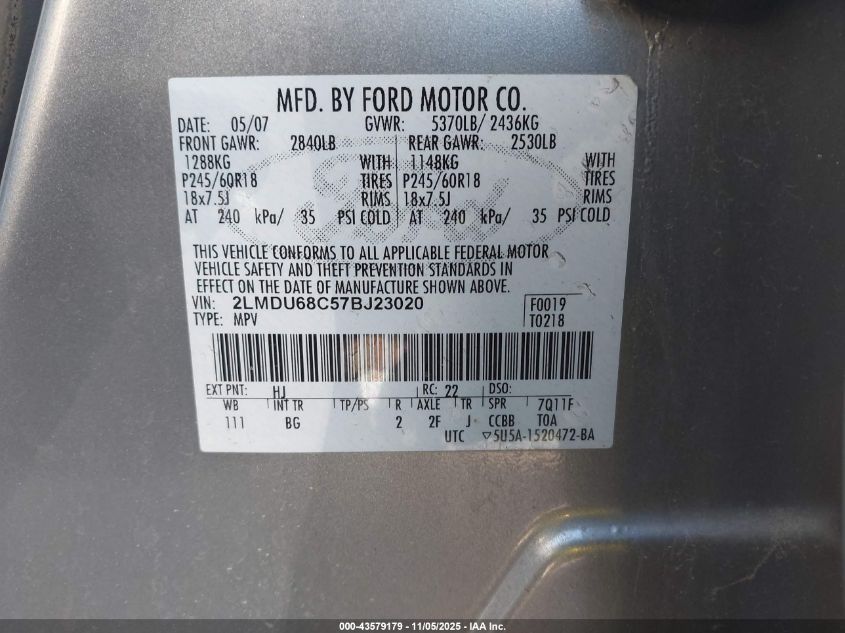 MFD. BY FORD MOTOR CO.
DATE: 05/07 GVWR: 5370LB/ 2436KG
FRONT GAWR: 2840LB REAR GAWR: 2530LB
1288KG WITH 1148KG WITH
P245/60R18 TIRES P245/60R18 TIRES
18x7.5J RIMS 18x7.5J RIMS
AT 240 kPa/ 35 PSI COLD AT 240 kPa/ 35 PSI COLD
THIS VEHICLE CONFORMS TO ALL APPLICABLE FEDERAL MOTOR
VEHICLE SAFETY AND THEFT PREVENTION STANDARDS IN
EFFECT ON THE DATE OF MANUFACTURE SHOWN ABOVE.
VIN: 2LMDU68C57BJ23020 F0019
TYPE: MPV T0218
EXT PNT: HJ RC: 22 DSO:
WB INT TR TP/PS R AXLE TR SPR 7Q11F
111 BG 2 2F J CCBB TOA
UTC ▽5U5A-1520472-BA
Ford
000-43579179 - 11/05/2025 - IAA Inc.